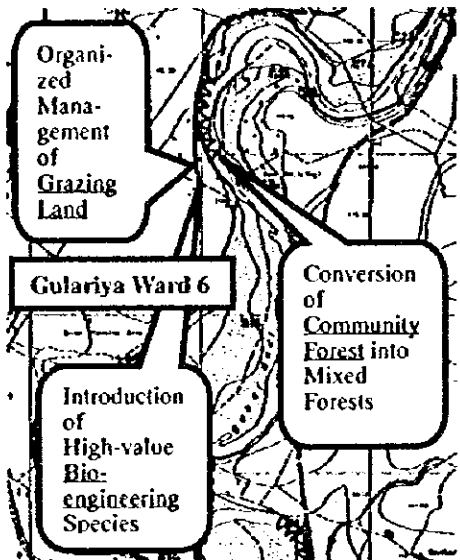 Organi-
zed
Mana-
gement
of
Grazing
Land
Gulariya Ward 6
Conversion
of
Community
Forest into
Mixed
Forests
Introduction
of
High-value
Bio-
engineering
Species